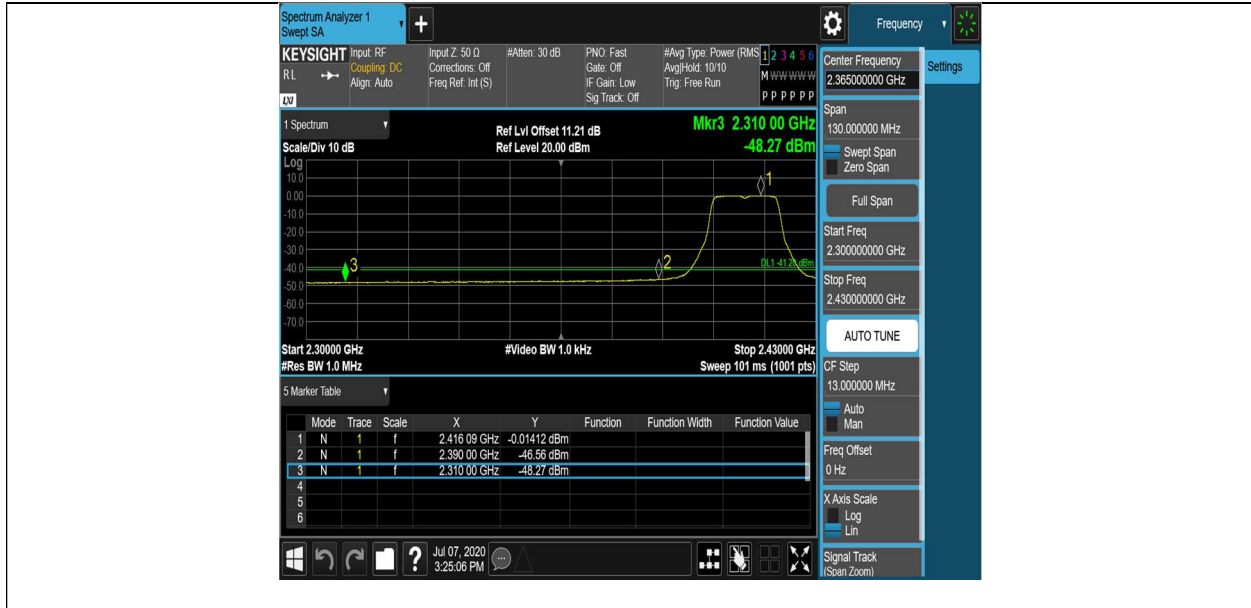 Spectrum Analyzer 1
Swept SA
+
Frequency
KEYSIGHT
RL
LXI
Input: RF
Coupling: DC
Align: Auto
Input Z: 50 Ω
Corrections: Off
Freq Ref: Int (S)
#Atten: 30 dB
PNO: Fast
Gate: Off
IF Gain: Low
Sig Track: Off
#Avg Type: Power (RMS
Avg|Hold: 10/10
Trig: Free Run
1 2 3 4 5 6
M W W W W W
P P P P P P
1 Spectrum
Scale/Div 10 dB
Ref Lvl Offset 11.21 dB
Ref Level 20.00 dBm
Mkr3 2.310 00 GHz
-48.27 dBm
Log
10.0
0.00
-10.0
-20.0
-30.0
-40.0
-50.0
-60.0
-70.0
1
2
3
DL1 -41.20 dBm
Start 2.30000 GHz
#Video BW 1.0 kHz
Stop 2.43000 GHz
#Res BW 1.0 MHz
Sweep 101 ms (1001 pts)
5 Marker Table
Mode Trace Scale X Y Function Function Width Function Value
1 N 1 f 2.416 09 GHz -0.01412 dBm
2 N 1 f 2.390 00 GHz -46.56 dBm
3 N 1 f 2.310 00 GHz -48.27 dBm
4
5
6
?
Jul 07, 2020
3:25:06 PM
Center Frequency
2.365000000 GHz
Settings
Span
130.000000 MHz
Swept Span
Zero Span
Full Span
Start Freq
2.300000000 GHz
Stop Freq
2.430000000 GHz
AUTO TUNE
CF Step
13.000000 MHz
Auto
Man
Freq Offset
0 Hz
X Axis Scale
Log
Lin
Signal Track
(Span Zoom)